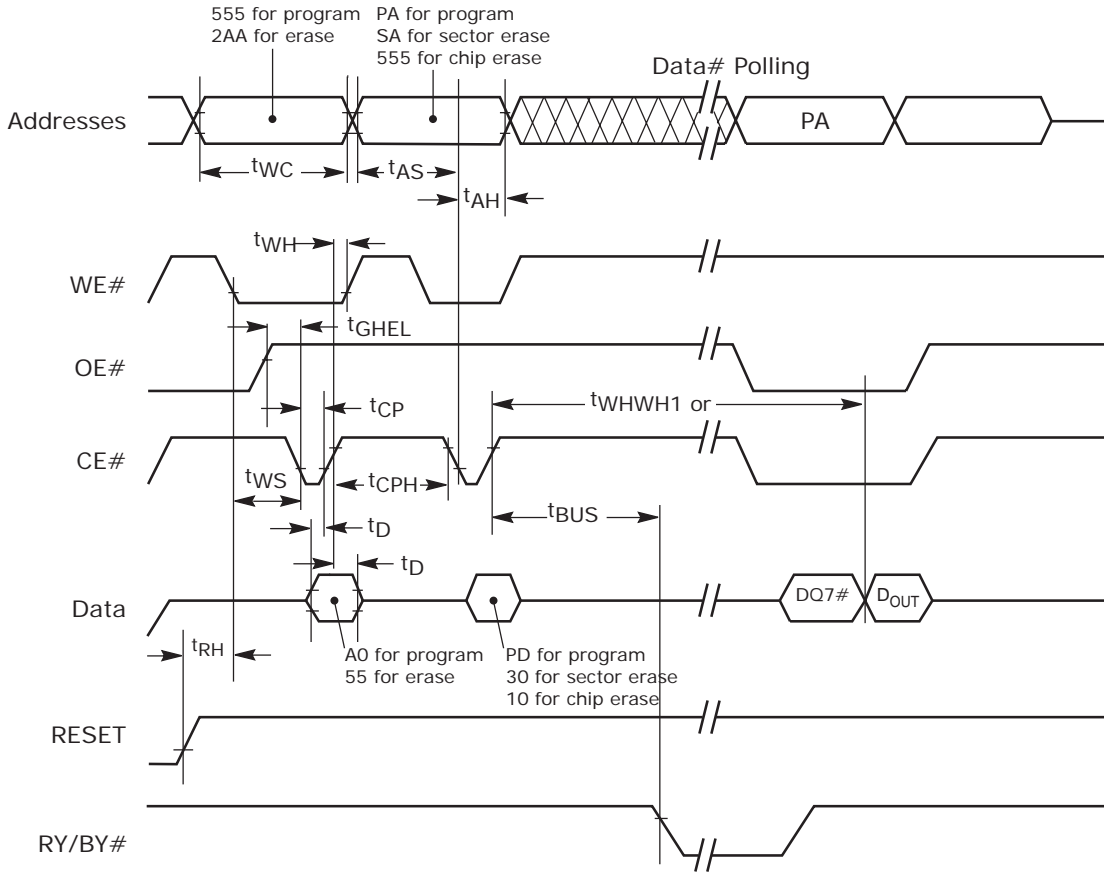 555 for program
2AA for erase
PA for program
SA for sector erase
555 for chip erase
Data# Polling
Addresses
PA
tWC
tAS
tAH
tWH
WE#
tGHEL
OE#
tCP
tWHWH1 or
CE#
tWS
tCPH
tBUS
tD
tD
Data
DQ7#
DOUT
tRH
A0 for program
55 for erase
PD for program
30 for sector erase
10 for chip erase
RESET
RY/BY#